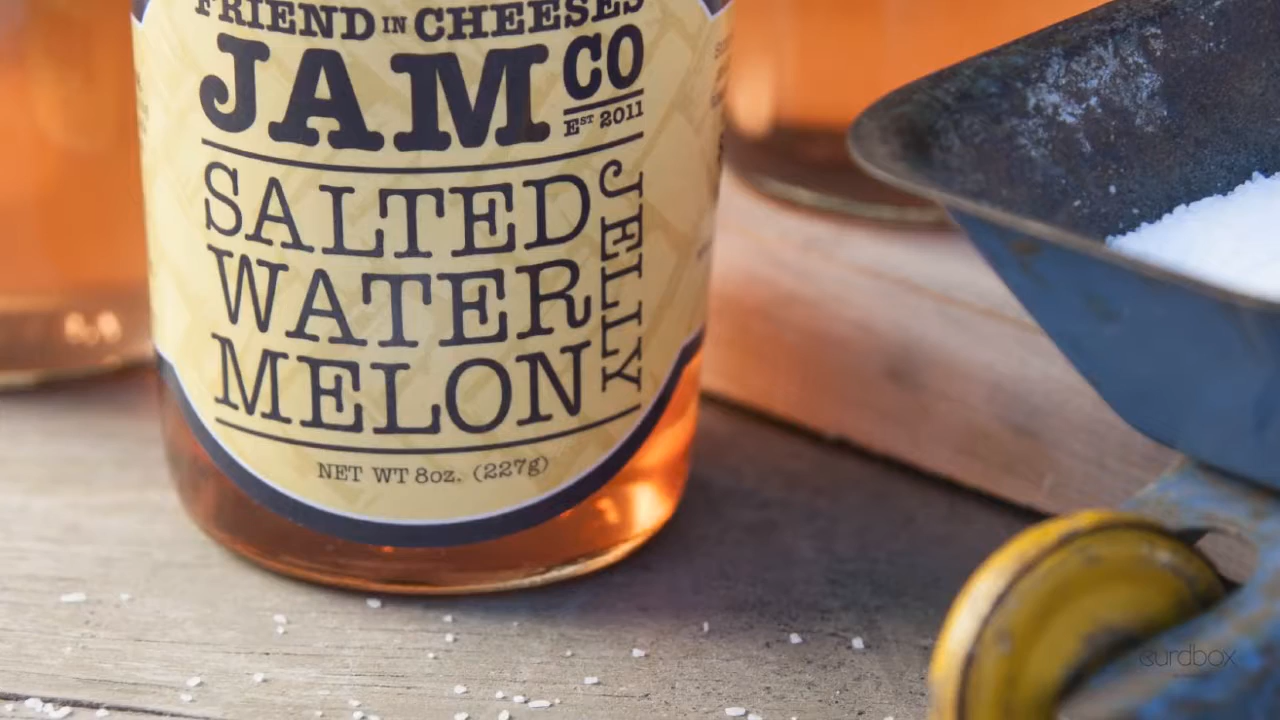 FRIEND IN CHEESES
JAM CO
EST 2011
SALTED
WATER
MELON
JELLY
NET WT 8oz. (227g)
curdbox